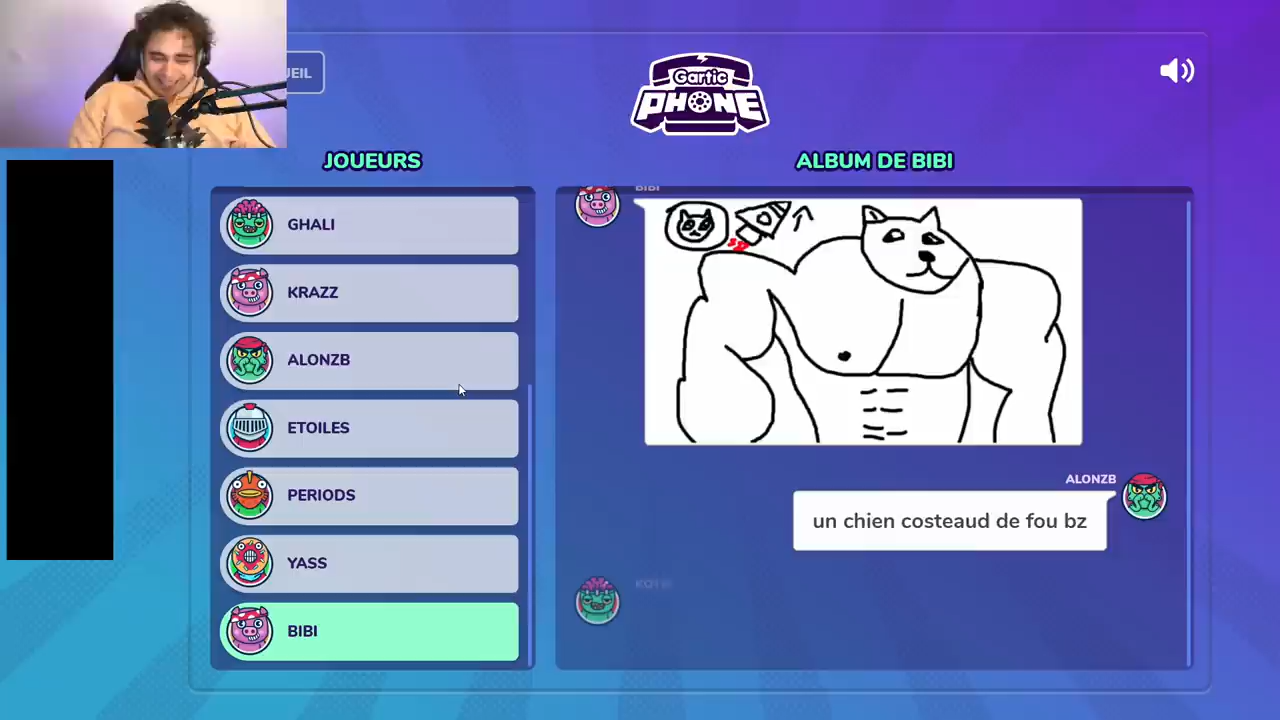 UEIL
Gartic
PHONE
JOUEURS
ALBUM DE BIBI
GHALI
KRAZZ
ALONZB
ETOILES
PERIODS
YASS
BIBI
BIBI
ALONZB
un chien costeaud de fou bz